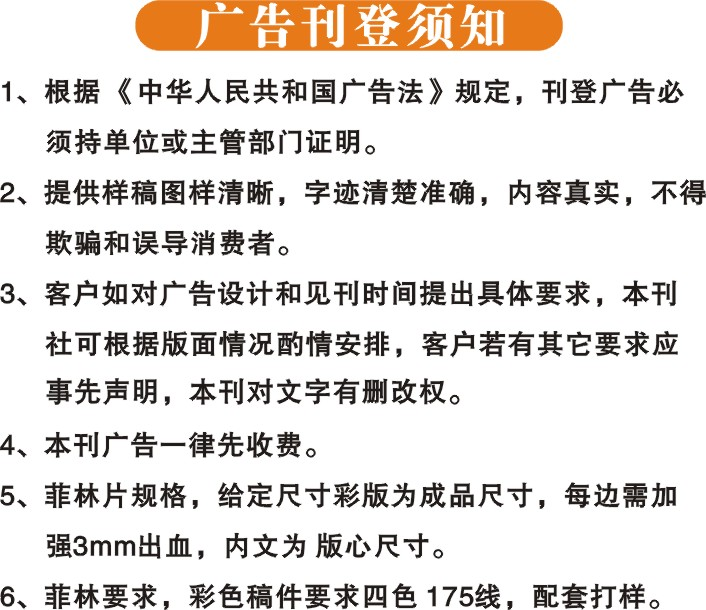 广告刊登须知
1、根据《中华人民共和国广告法》规定，刊登广告必
须持单位或主管部门证明。
2、提供样稿图样清晰，字迹清楚准确，内容真实，不得
欺骗和误导消费者。
3、客户如对广告设计和见刊时间提出具体要求，本刊
社可根据版面情况酌情安排，客户若有其它要求应
事先声明，本刊对文字有删改权。
4、本刊广告一律先收费。
5、菲林片规格，给定尺寸彩版为成品尺寸，每边需加
强3mm出血，内文为 版心尺寸。
6、菲林要求，彩色稿件要求四色 175线，配套打样。